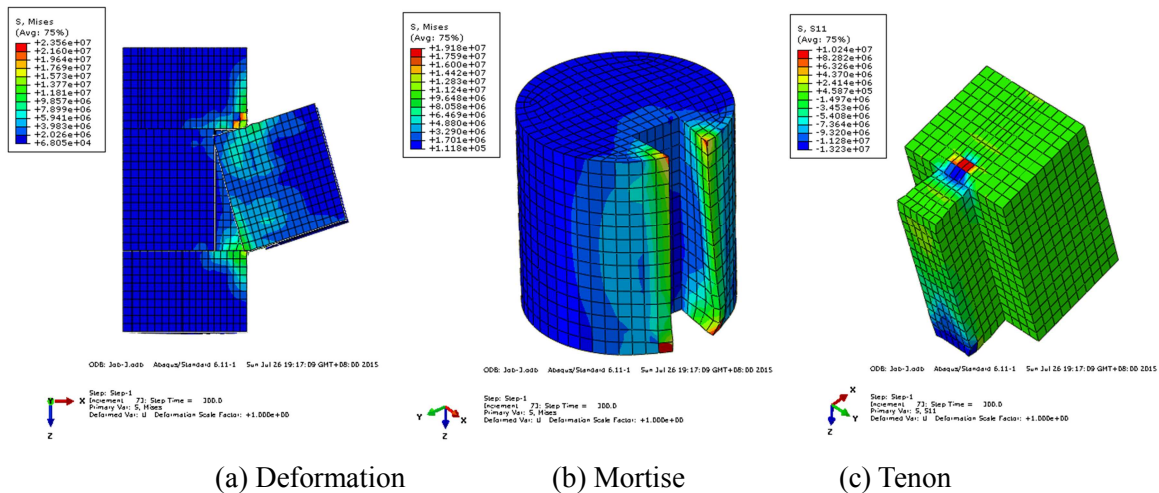 S, Mises
(Avg: 75%)
+2.356e+07
+2.160e+07
+1.964e+07
+1.769e+07
+1.573e+07
+1.377e+07
+1.181e+07
+9.857e+06
+7.899e+06
+5.941e+06
+3.983e+06
+2.026e+06
+6.805e+04
ODB: Job-3.odb Abaqus/Standard 6.11-1 Sun Jul 26 19:17:09 GMT+08:00 2015
Y X
Z
Step: Step-1
Increment 73: Step Time = 300.0
Primary Var: S, Mises
Deformed Var: U Deformation Scale Factor: +1.000e+00
(a) Deformation
S, Mises
(Avg: 75%)
+1.918e+07
+1.759e+07
+1.600e+07
+1.442e+07
+1.283e+07
+1.124e+07
+9.648e+06
+8.058e+06
+6.469e+06
+4.880e+06
+3.290e+06
+1.701e+06
+1.118e+05
ODB: Job-3.odb Abaqus/Standard 6.11-1 Sun Jul 26 19:17:09 GMT+08:00 2015
Y X
Z
Step: Step-1
Increment 73: Step Time = 300.0
Primary Var: S, Mises
Deformed Var: U Deformation Scale Factor: +1.000e+00
(b) Mortise
S, S11
(Avg: 75%)
+1.024e+07
+8.282e+06
+6.326e+06
+4.370e+06
+2.414e+06
+4.587e+05
-1.497e+06
-3.453e+06
-5.408e+06
-7.364e+06
-9.320e+06
-1.128e+07
-1.323e+07
ODB: Job-3.odb Abaqus/Standard 6.11-1 Sun Jul 26 19:17:09 GMT+08:00 2015
X
Y
Z
Step: Step-1
Increment 73: Step Time = 300.0
Primary Var: S, S11
Deformed Var: U Deformation Scale Factor: +1.000e+00
(c) Tenon